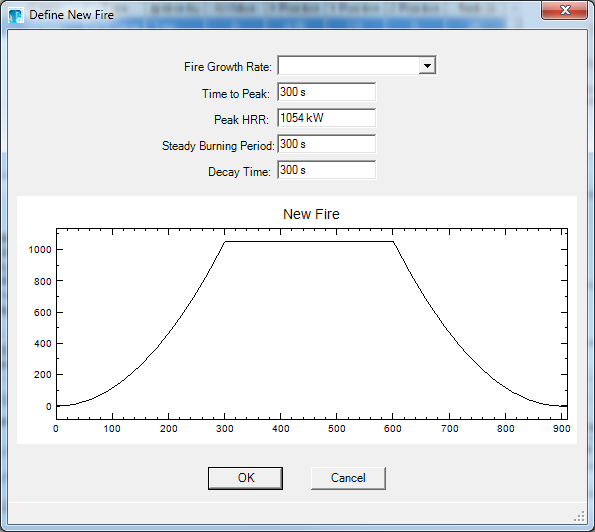 Define New Fire
Fire Growth Rate:
Time to Peak: 300 s
Peak HRR: 1054 kW
Steady Burning Period: 300 s
Decay Time: 300 s
New Fire
1000
800
600
400
200
0
0 100 200 300 400 500 600 700 800 900
OK Cancel